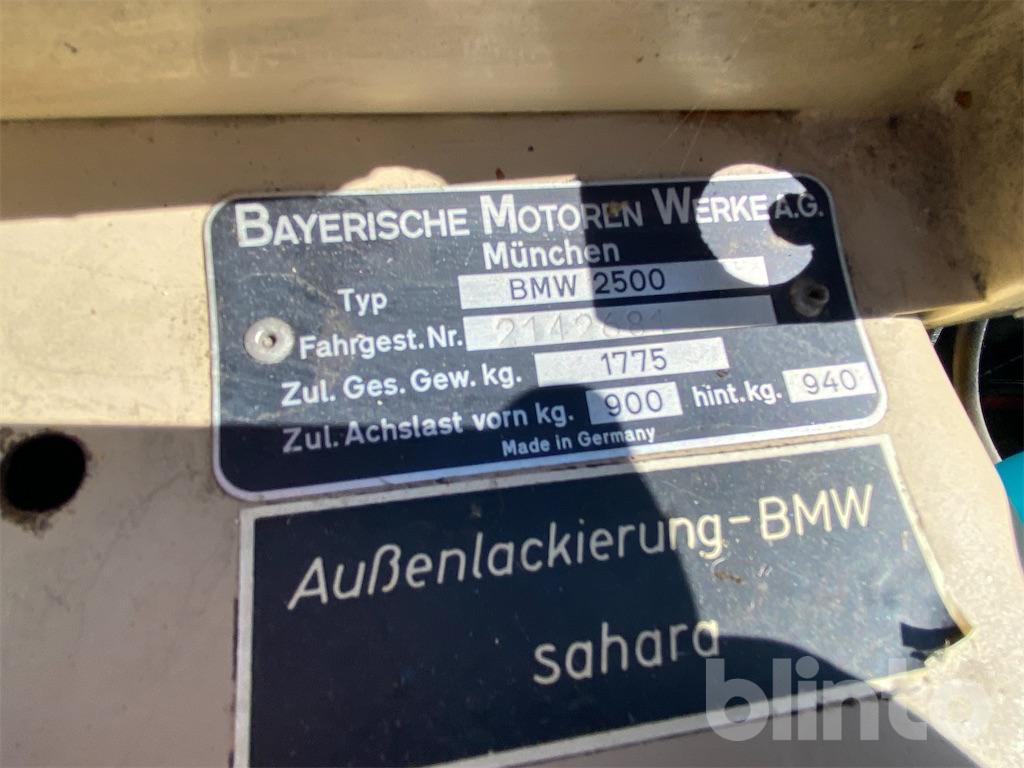 BAYERISCHE MOTOREN WERKE A.G.
München
Typ BMW 2500
Fahrgest. Nr. 2142681
Zul. Ges. Gew. kg. 1775
Zul. Achslast vorn kg. 900 hint. kg. 940
Made in Germany
Außenlackierung-BMW
sahara
blinto